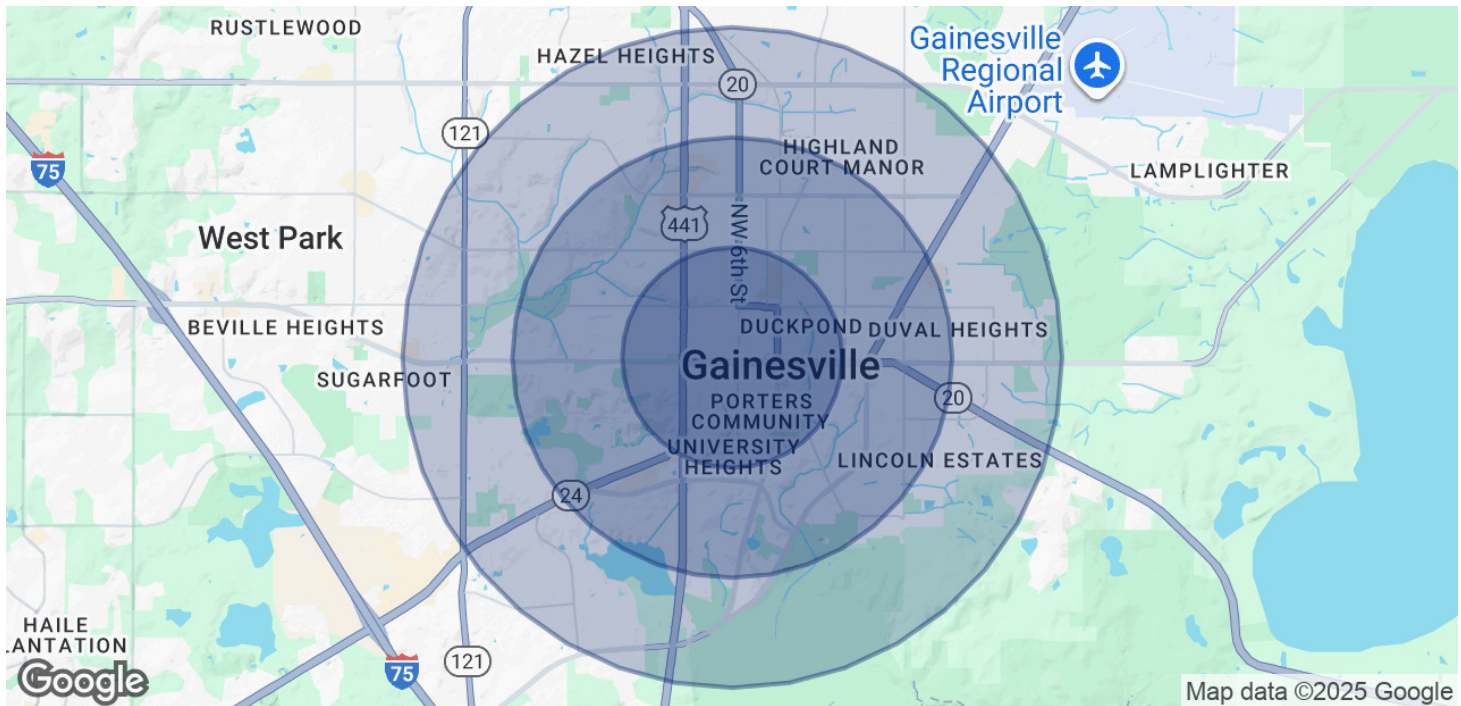 RUSTLEWOOD
HAZEL HEIGHTS
Gainesville
Regional
Airport
20
121
75
HIGHLAND
COURT MANOR
LAMPLIGHTER
441
NW 6th St
West Park
BEVILLE HEIGHTS
DUCKPOND
DUVAL HEIGHTS
Gainesville
SUGARFOOT
20
PORTERS
COMMUNITY
UNIVERSITY
HEIGHTS
LINCOLN ESTATES
24
HAILE
LANTATION
121
75
Google
Map data ©2025 Google